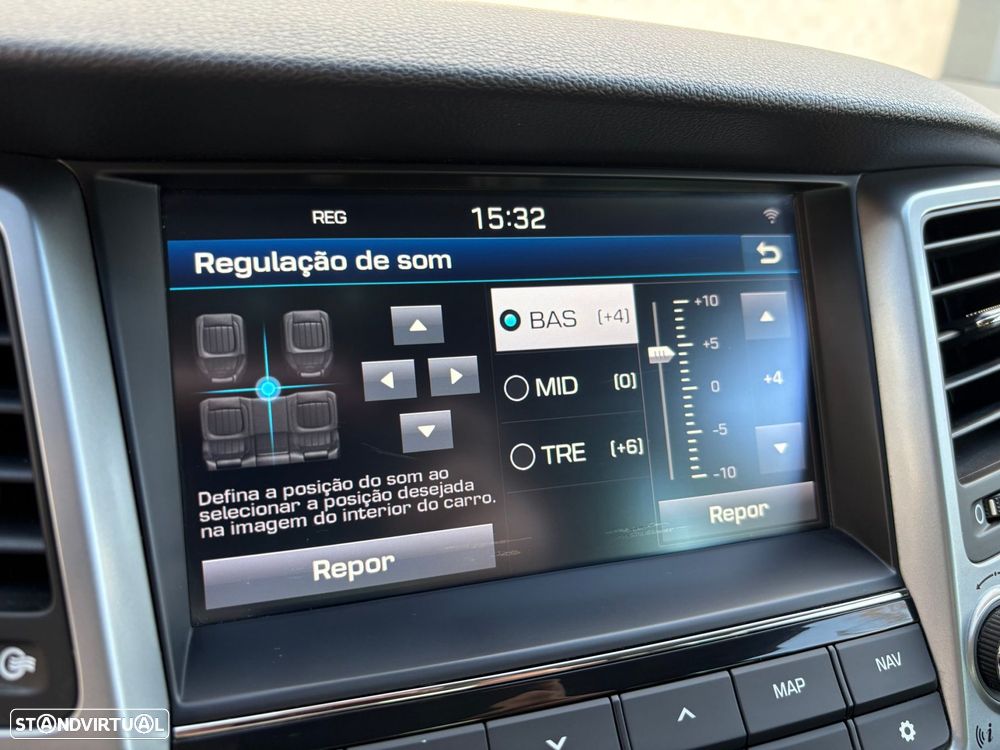 REG
15:32
Regulação de som
BAS [+4]
MID [0]
TRE [+6]
+10
+5
0
-5
-10
+4
Defina a posição do som ao
selecionar a posição desejada
na imagem do interior do carro.
Repor
Repor
MAP
NAV
i
STANDVIRTUAL